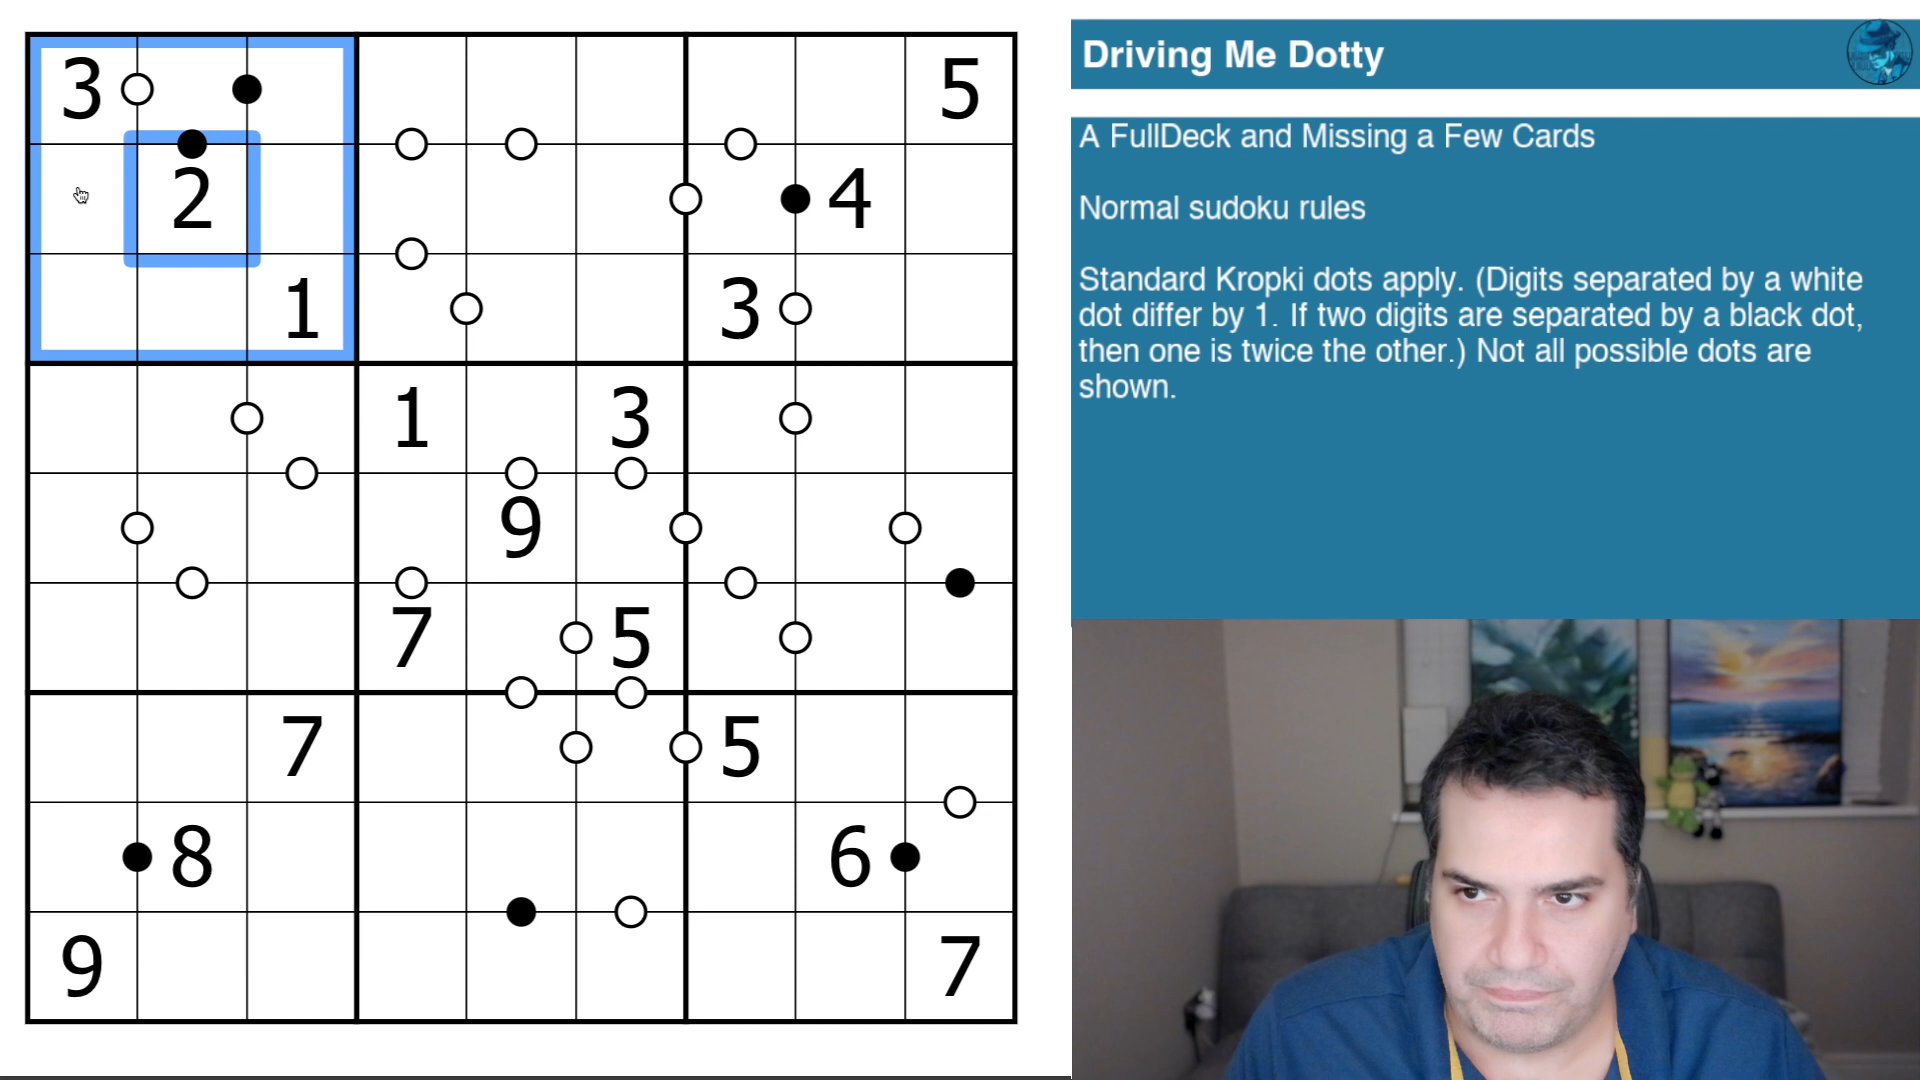 3 5
2 4
1 3
1 3
9
7 5
7 5
8 6
9 7
Driving Me Dotty
A FullDeck and Missing a Few Cards
Normal sudoku rules
Standard Kropki dots apply. (Digits separated by a white
dot differ by 1. If two digits are separated by a black dot,
then one is twice the other.) Not all possible dots are
shown.